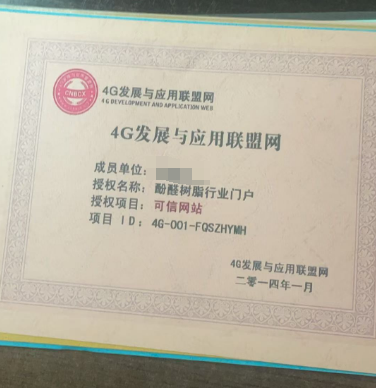 CNBCX
4G发展与应用联盟网
4G DEVELOPMENT AND APPLICATION WEB
4G发展与应用联盟网
成员单位：
授权名称：酚醛树脂行业门户
授权项目：可信网站
项目 ID：4G-001-FQSZHYMH
4G发展与应用联盟网
二零一四年一月